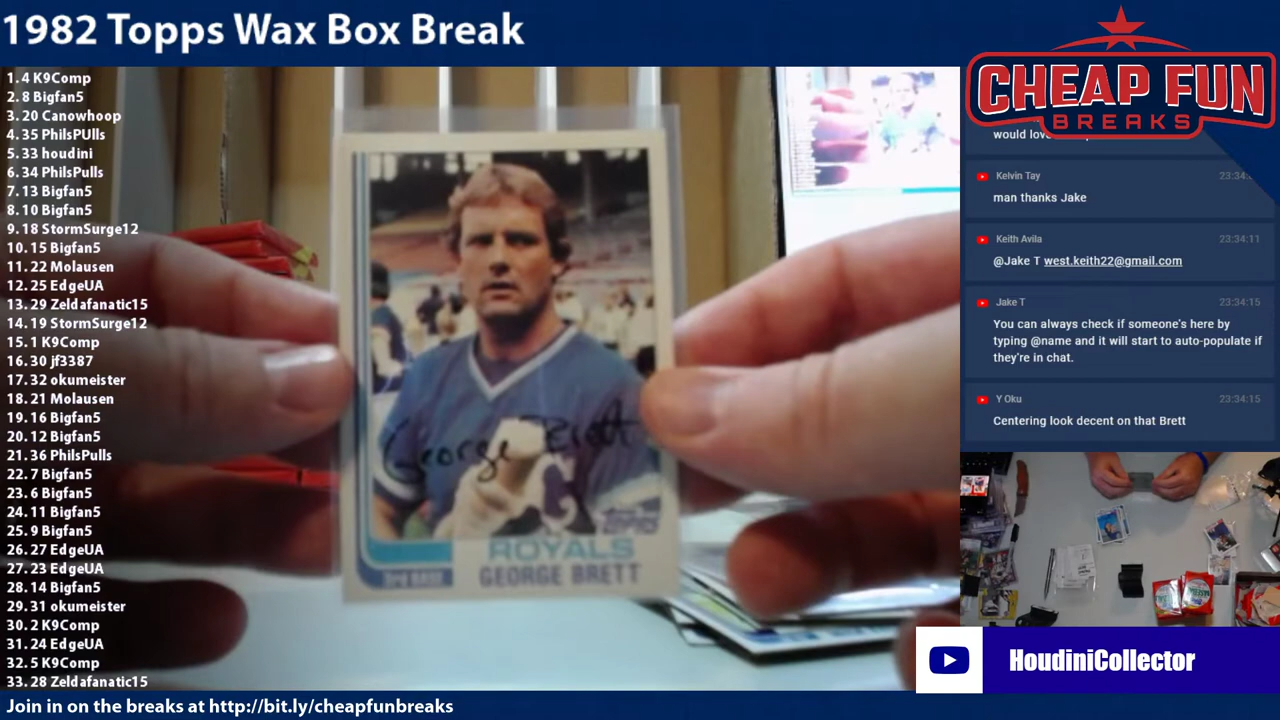 1982 Topps Wax Box Break
1. 4 K9Comp
2. 8 Bigfan5
3. 20 Canowhoop
4. 35 PhilsPUlls
5. 33 houdini
6. 34 PhilsPulls
7. 13 Bigfan5
8. 10 Bigfan5
9. 18 StormSurge12
10. 15 Bigfan5
11. 22 Molausen
12. 25 EdgeUA
13. 29 Zeldafanatic15
14. 19 StormSurge12
15. 1 K9Comp
16. 30 jf3387
17. 32 okumeister
18. 21 Molausen
19. 16 Bigfan5
20. 12 Bigfan5
21. 36 PhilsPulls
22. 7 Bigfan5
23. 6 Bigfan5
24. 11 Bigfan5
25. 9 Bigfan5
26. 27 EdgeUA
27. 23 EdgeUA
28. 14 Bigfan5
29. 31 okumeister
30. 2 K9Comp
31. 24 EdgeUA
32. 5 K9Comp
33. 28 Zeldafanatic15
George Brett
TOPPS
ROYALS
3RD BASE
GEORGE BRETT
CHEAP FUN
BREAKS
would
Kelvin Tay
man thanks Jake
Keith Avila 23:34:11
@Jake T west.keith22@gmail.com
Jake T 23:34:15
You can always check if someone's here by
typing @name and it will start to auto-populate if
they're in chat.
Y Oku 23:34:15
Centering look decent on that Brett
HoudiniCollector
Join in on the breaks at http://bit.ly/cheapfunbreaks